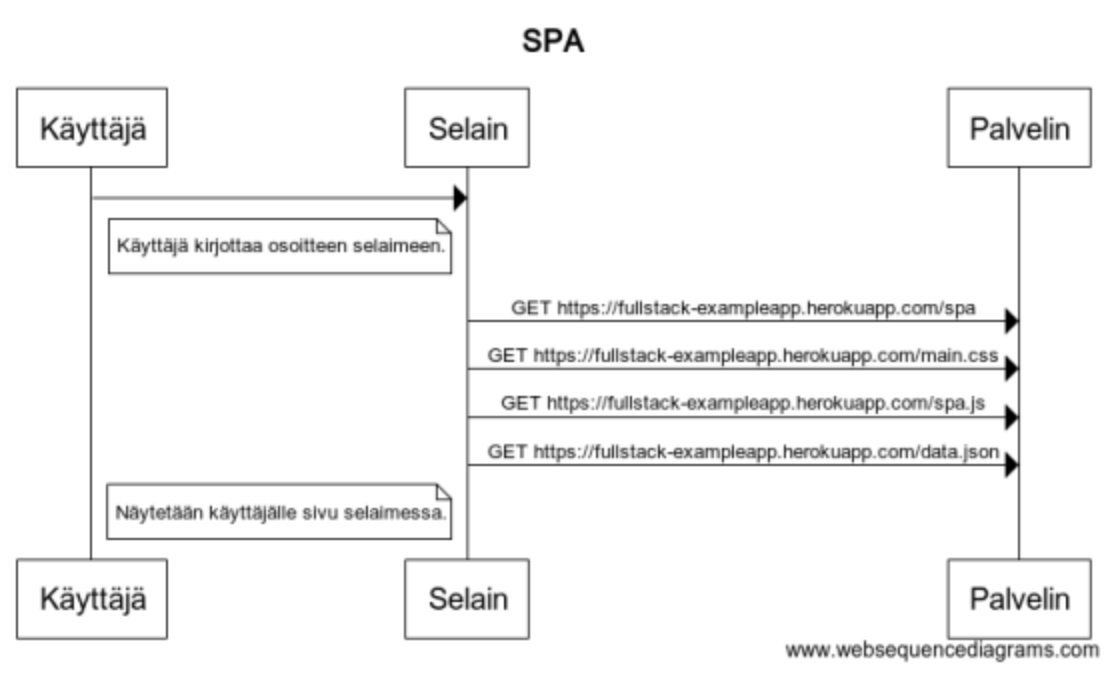 SPA
Käyttäjä
Selain
Palvelin
Käyttäjä kirjottaa osoitteen selaimeen.
GET https://fullstack-exampleapp.herokuapp.com/spa
GET https://fullstack-exampleapp.herokuapp.com/main.css
GET https://fullstack-exampleapp.herokuapp.com/spa.js
GET https://fullstack-exampleapp.herokuapp.com/data.json
Näytetään käyttäjälle sivu selaimessa.
Käyttäjä
Selain
Palvelin
www.websequencediagrams.com